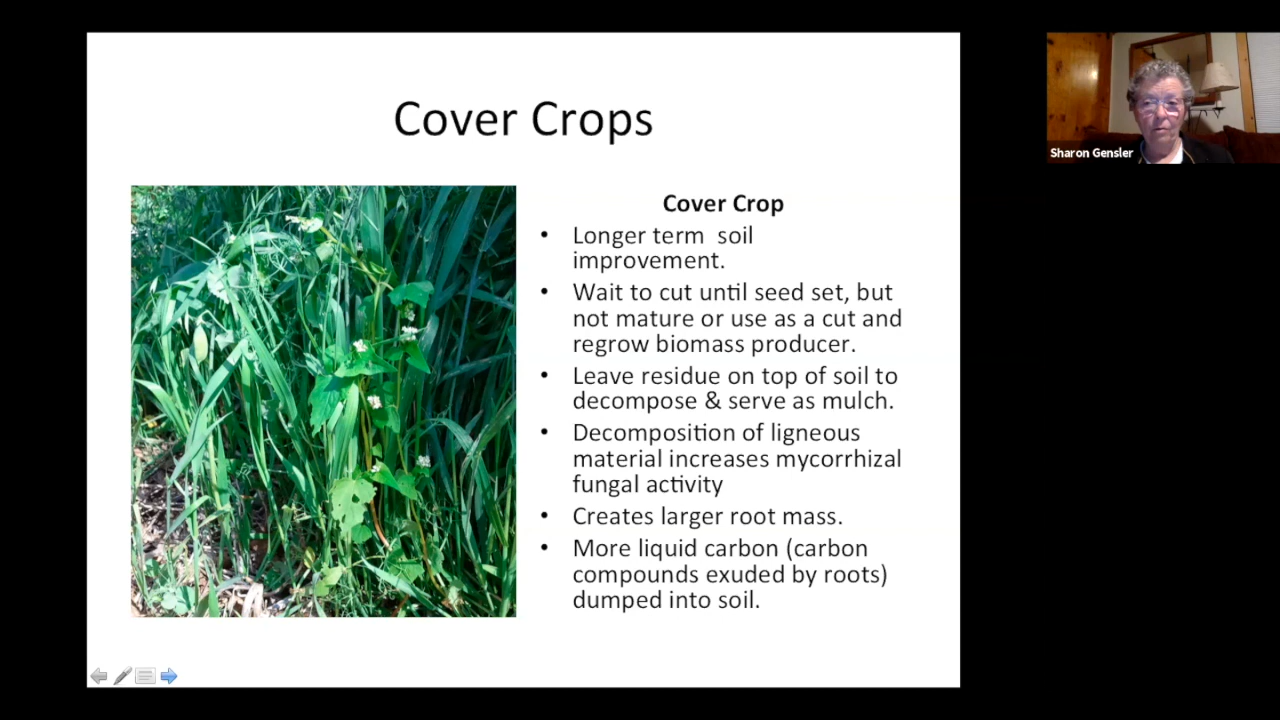 Cover Crops
Sharon Gensler
Cover Crop
• Longer term  soil
improvement.
• Wait to cut until seed set, but
not mature or use as a cut and
regrow biomass producer.
• Leave residue on top of soil to
decompose & serve as mulch.
• Decomposition of ligneous
material increases mycorrhizal
fungal activity
• Creates larger root mass.
• More liquid carbon (carbon
compounds exuded by roots)
dumped into soil.